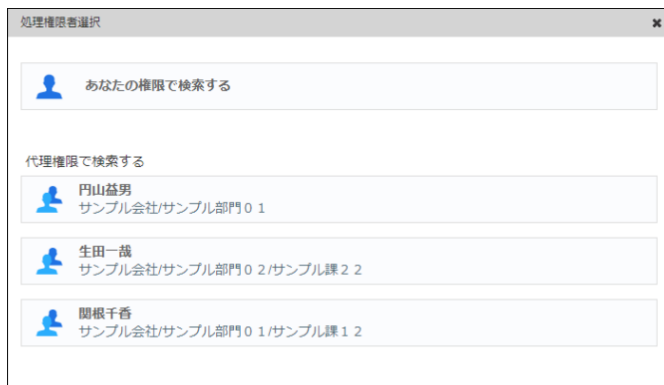 処理権限者選択
あなたの権限で検索する
代理権限で検索する
円山益男
サンプル会社/サンプル部門０１
生田一哉
サンプル会社/サンプル部門０２/サンプル課２２
関根千香
サンプル会社/サンプル部門０１/サンプル課１２